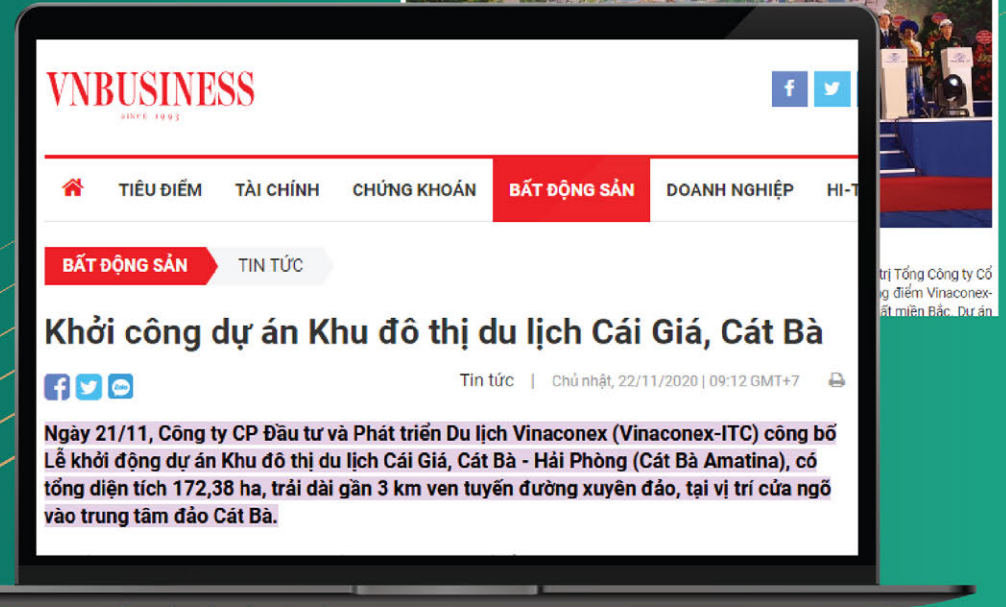 VNBUSINESS
SINCE 1993
TIÊU ĐIỂM TÀI CHÍNH CHỨNG KHOÁN BẤT ĐỘNG SẢN DOANH NGHIỆP HI-T
BẤT ĐỘNG SẢN TIN TỨC
Khởi công dự án Khu đô thị du lịch Cái Giá, Cát Bà
Tin tức | Chủ nhật, 22/11/2020 | 09:12 GMT+7
Ngày 21/11, Công ty CP Đầu tư và Phát triển Du lịch Vinaconex (Vinaconex-ITC) công bố
Lễ khởi động dự án Khu đô thị du lịch Cái Giá, Cát Bà - Hải Phòng (Cát Bà Amatina), có
tổng diện tích 172,38 ha, trải dài gần 3 km ven tuyến đường xuyên đảo, tại vị trí cửa ngõ
vào trung tâm đảo Cát Bà.
trị Tổng Công ty Cổ
g điểm Vinaconex-
ất miền Bắc. Dự án